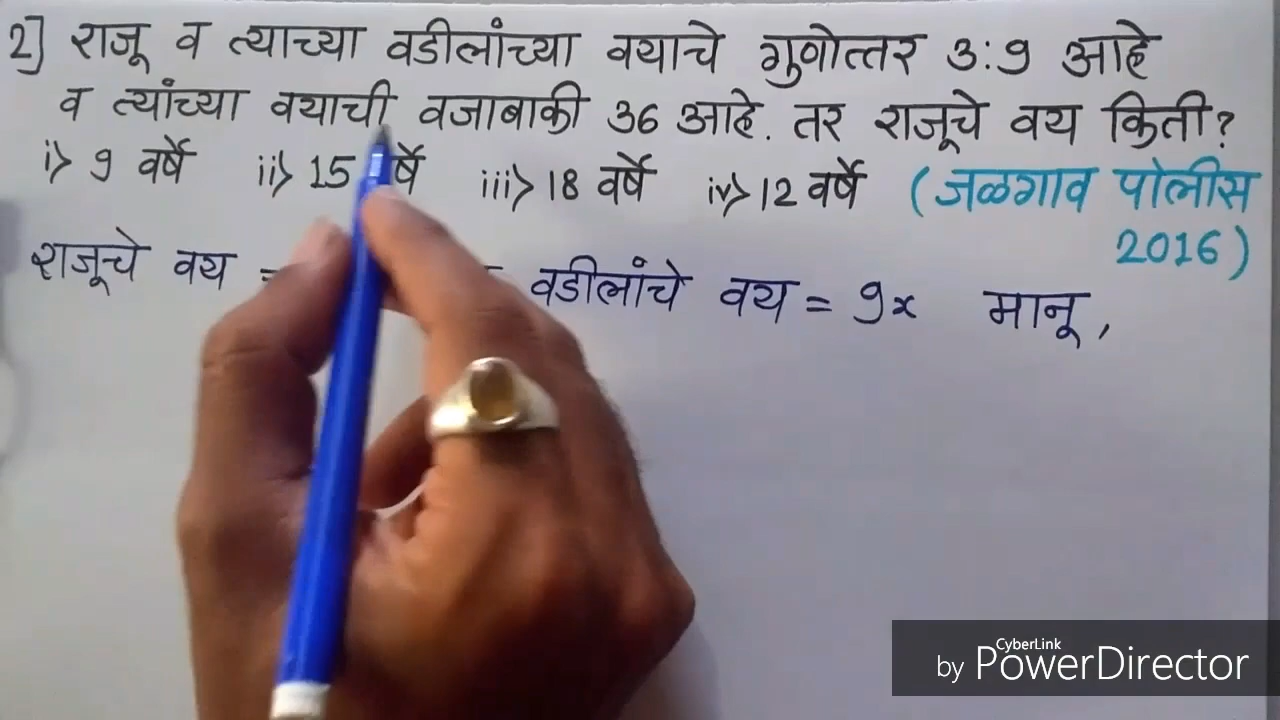 2] राजू व त्याच्या वडीलांच्या वयाचे गुणोत्तर 3:9 आहे
व त्यांच्या वयाची वजाबाकी 36 आहे. तर राजूचे वय किती?
i> 9 वर्षे ii> 15 iii> 18 वर्षे iv> 12 वर्षे (जळगाव पोलीस
2016)
राजूचे वय = वडीलांचे वय = 9x मानू,
CyberLink
by PowerDirector